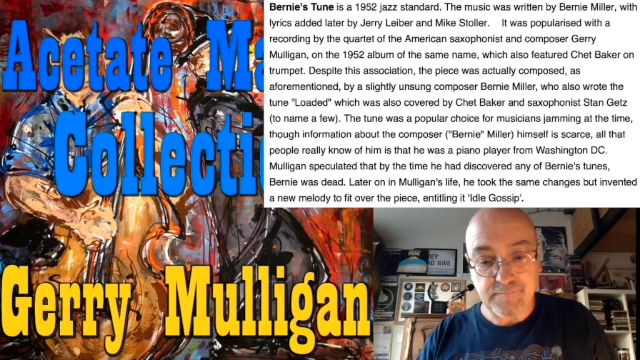 Bernie's Tune is a 1952 jazz standard. The music was written by Bernie Miller, with
lyrics added later by Jerry Leiber and Mike Stoller. It was popularised with a
recording by the quartet of the American saxophonist and composer Gerry
Mulligan, on the 1952 album of the same name, which also featured Chet Baker on
trumpet. Despite this association, the piece was actually composed, as
aforementioned, by a slightly unsung composer Bernie Miller, who also wrote the
tune "Loaded" which was also covered by Chet Baker and saxophonist Stan Getz
(to name a few). The tune was a popular choice for musicians jamming at the time,
though information about the composer ("Bernie" Miller) himself is scarce, all that
people really know of him is that he was a piano player from Washington DC.
Mulligan speculated that by the time he had discovered any of Bernie's tunes,
Bernie was dead. Later on in Mulligan's life, he took the same changes but invented
a new melody to fit over the piece, entitling it 'Idle Gossip'.
Acetate Ma
Collecti
Gerry Mulligan